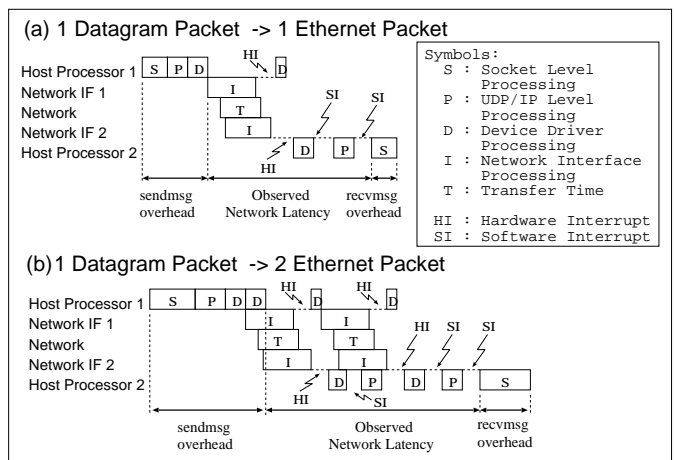 (a) 1 Datagram Packet -> 1 Ethernet Packet
HI
Host Processor 1 S P D D
Network IF 1 I SI SI
Network T
Network IF 2 I
Host Processor 2 HI D P S
sendmsg overhead
Observed Network Latency
recvmsg overhead
Symbols:
S : Socket Level
Processing
P : UDP/IP Level
Processing
D : Device Driver
Processing
I : Network Interface
Processing
T : Transfer Time
HI : Hardware Interrupt
SI : Software Interrupt
(b) 1 Datagram Packet -> 2 Ethernet Packet
HI HI
Host Processor 1 S P D D D D
Network IF 1 I I HI SI SI
Network T T
Network IF 2 I I
Host Processor 2 D P D P S
HI SI
sendmsg overhead
Observed Network Latency
recvmsg overhead